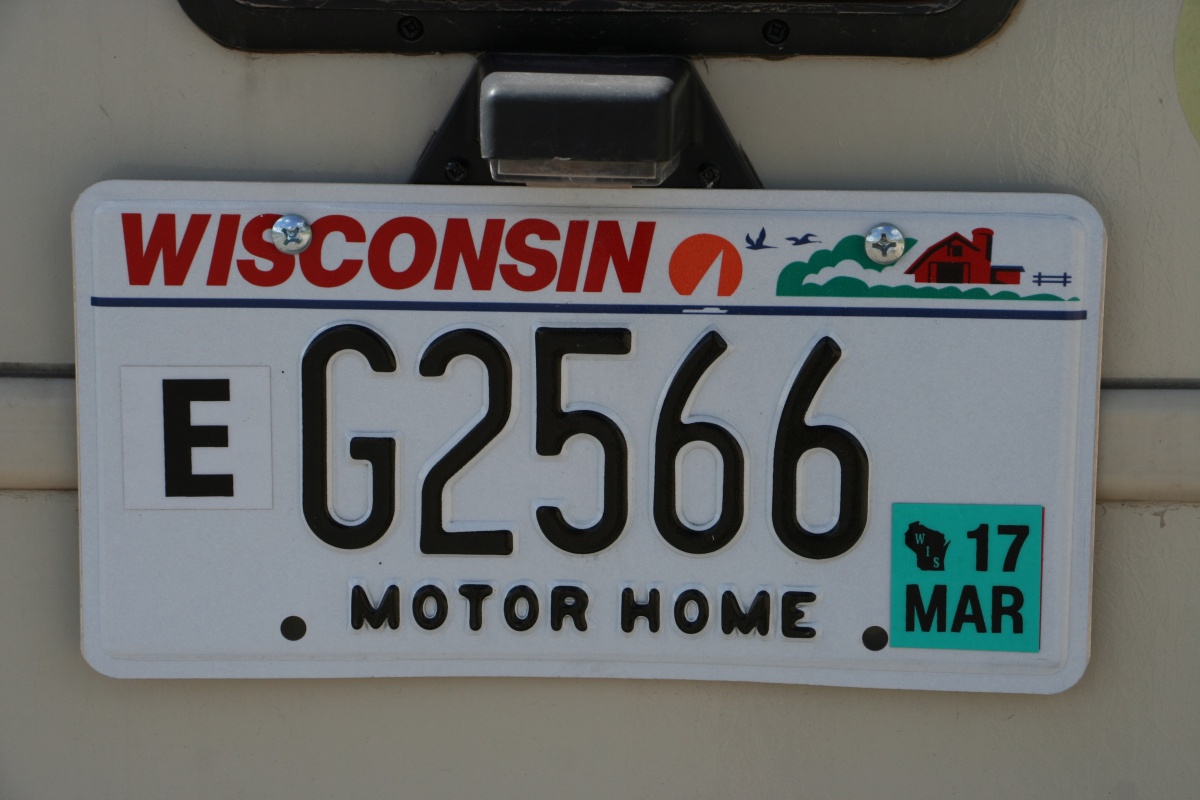 WISCONSIN
E G2566
WIS 17
MAR
MOTOR HOME